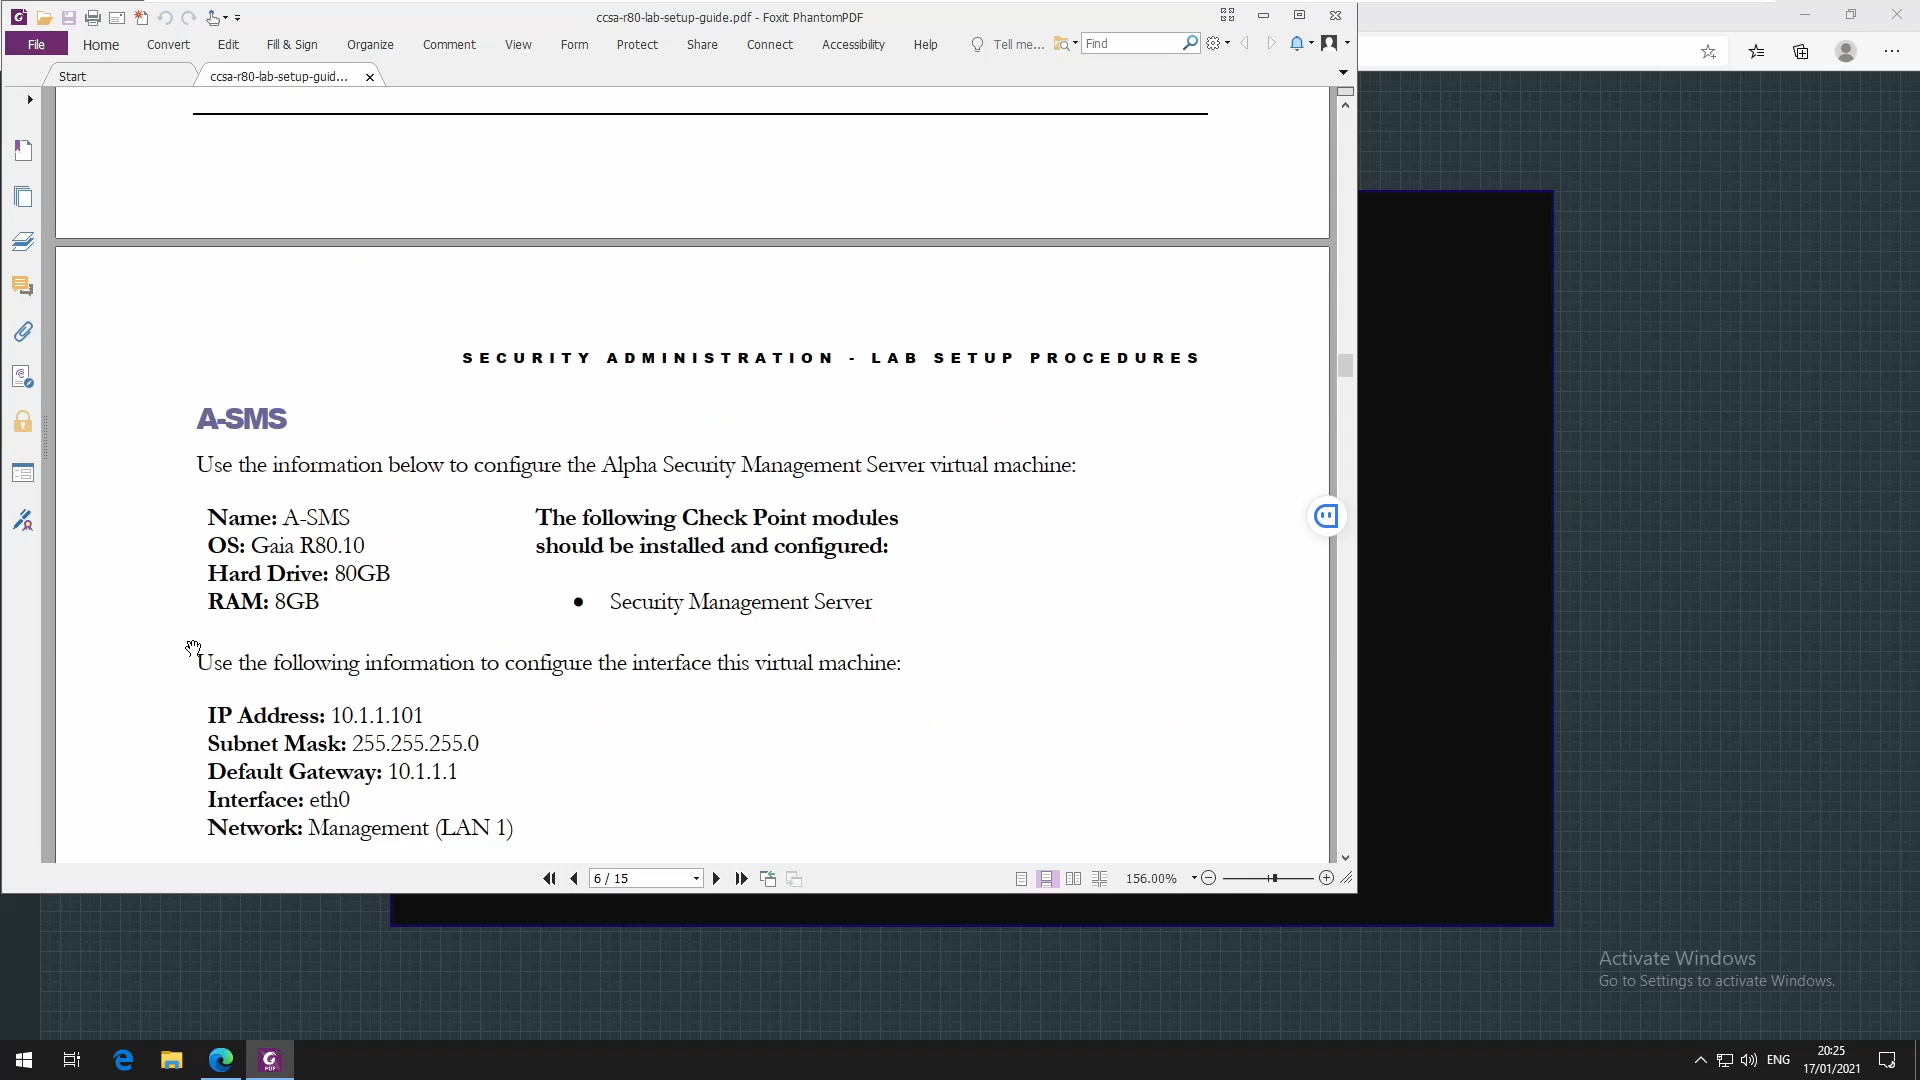 ccsa-r80-lab-setup-guide.pdf - Foxit PhantomPDF
File Home Convert Edit Fill & Sign Organize Comment View Form Protect Share Connect Accessibility Help Tell me... Find
Start ccsa-r80-lab-setup-guid...
SECURITY ADMINISTRATION - LAB SETUP PROCEDURES
A-SMS
Use the information below to configure the Alpha Security Management Server virtual machine:
Name: A-SMS
OS: Gaia R80.10
Hard Drive: 80GB
RAM: 8GB
The following Check Point modules
should be installed and configured:
• Security Management Server
Use the following information to configure the interface this virtual machine:
IP Address: 10.1.1.101
Subnet Mask: 255.255.255.0
Default Gateway: 10.1.1.1
Interface: eth0
Network: Management (LAN 1)
6 / 15
156.00%
Activate Windows
Go to Settings to activate Windows.
ENG
20:25
17/01/2021